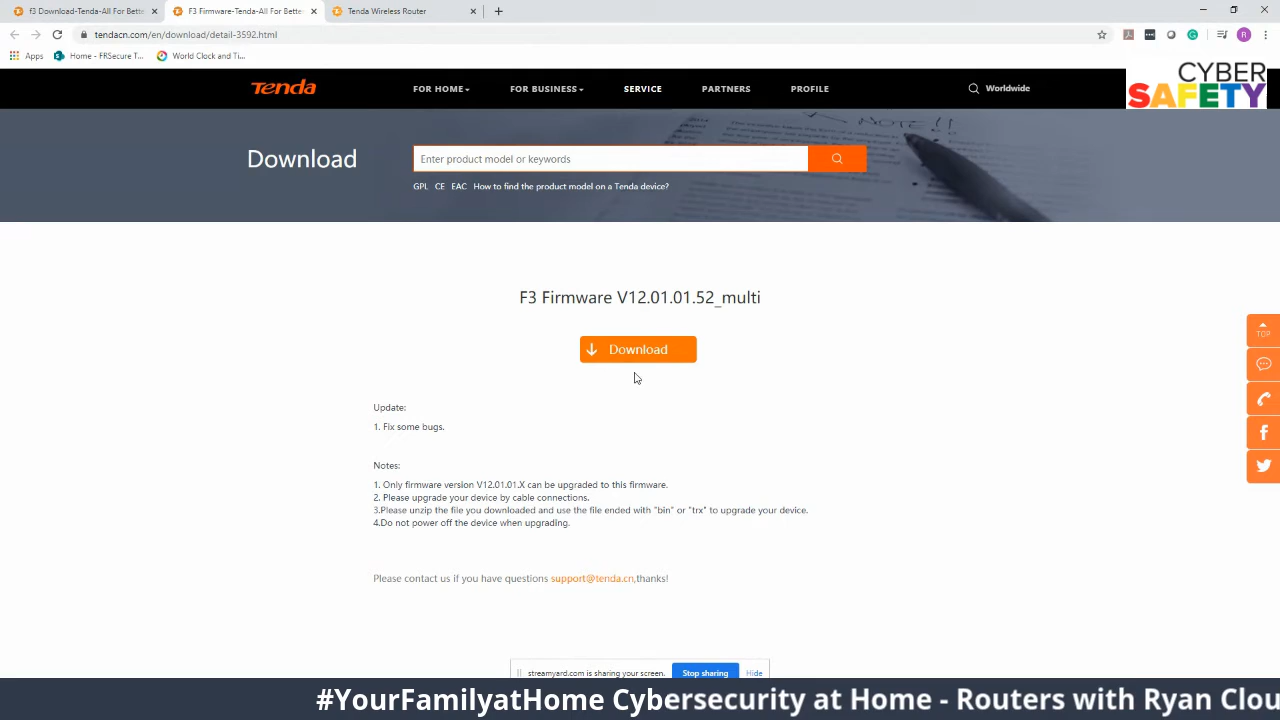 f3 Download-Tenda-All For Bette
F3 Firmware-Tenda-All For Better
Tenda Wireless Router
tendacn.com/en/download/detail-3592.html
Apps
Home - FRSecure T...
World Clock and Ti...
R
Tenda
FOR HOME
FOR BUSINESS
SERVICE
PARTNERS
PROFILE
Worldwide
CYBER
SAFETY
NOTE !!
Download
Enter product model or keywords
GPL CE EAC How to find the product model on a Tenda device?
F3 Firmware V12.01.01.52_multi
Download
TOP
Update:
1. Fix some bugs.
Notes:
1. Only firmware version V12.01.01.X can be upgraded to this firmware.
2. Please upgrade your device by cable connections.
3.Please unzip the file you downloaded and use the file ended with "bin" or "trx" to upgrade your device.
4.Do not power off the device when upgrading.
Please contact us if you have questions support@tenda.cn,thanks!
streamyard.com is sharing your screen.
Stop sharing
Hide
#YourFamilyatHome Cybersecurity at Home - Routers with Ryan Clou